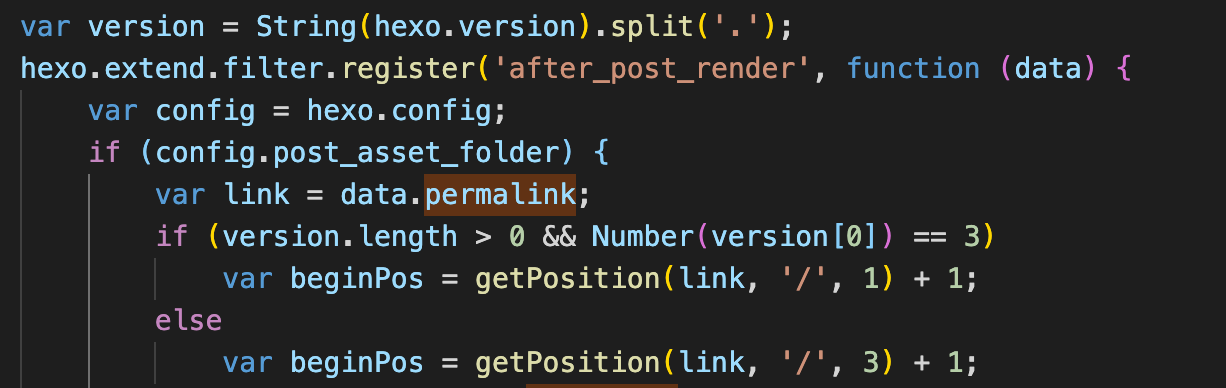 var version = String(hexo.version).split('.');
hexo.extend.filter.register('after_post_render', function (data) {
    var config = hexo.config;
    if (config.post_asset_folder) {
        var link = data.permalink;
        if (version.length > 0 && Number(version[0]) == 3)
            var beginPos = getPosition(link, '/', 1) + 1;
        else
            var beginPos = getPosition(link, '/', 3) + 1;